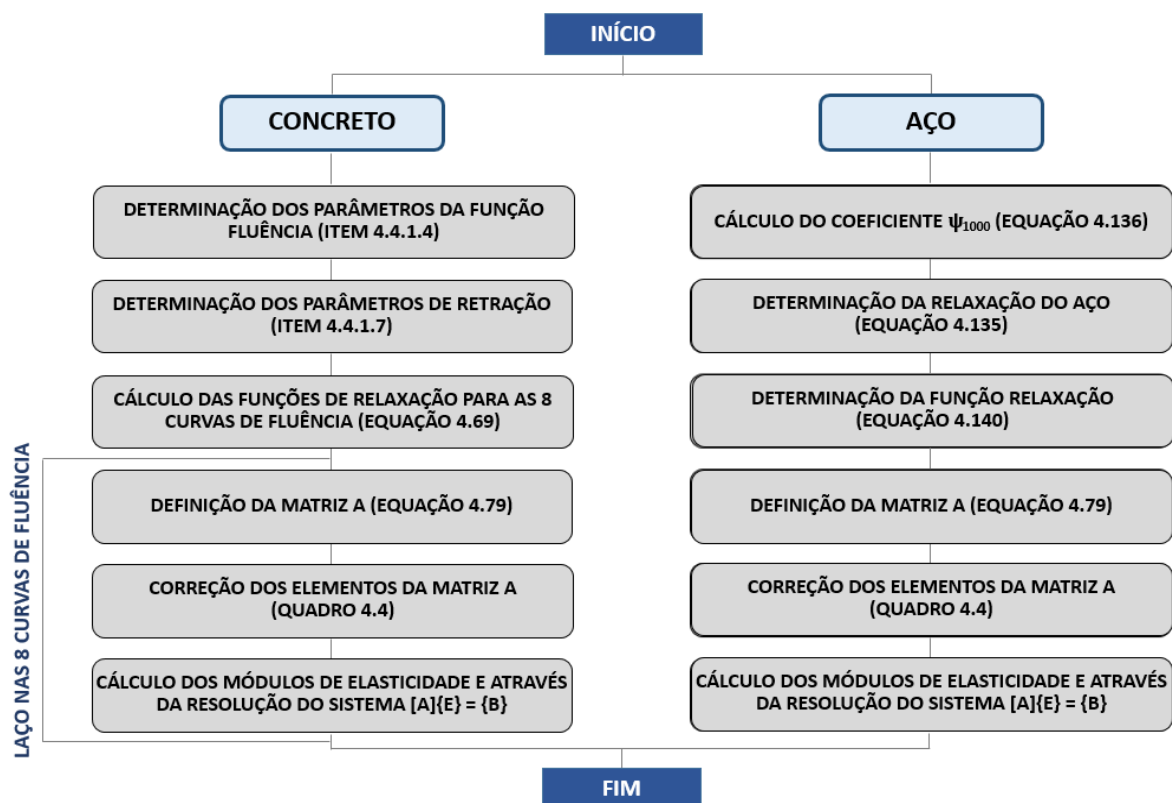 INÍCIO
CONCRETO
DETERMINAÇÃO DOS PARÂMETROS DA FUNÇÃO
FLUÊNCIA (ITEM 4.4.1.4)
DETERMINAÇÃO DOS PARÂMETROS DE RETRAÇÃO
(ITEM 4.4.1.7)
CÁLCULO DAS FUNÇÕES DE RELAXAÇÃO PARA AS 8
CURVAS DE FLUÊNCIA (EQUAÇÃO 4.69)
LAÇO NAS 8 CURVAS DE FLUÊNCIA
DEFINIÇÃO DA MATRIZ A (EQUAÇÃO 4.79)
CORREÇÃO DOS ELEMENTOS DA MATRIZ A
(QUADRO 4.4)
CÁLCULO DOS MÓDULOS DE ELASTICIDADE E ATRAVÉS
DA RESOLUÇÃO DO SISTEMA [A]{E} = {B}
AÇO
CÁLCULO DO COEFICIENTE ψ₁₀₀₀ (EQUAÇÃO 4.136)
DETERMINAÇÃO DA RELAXAÇÃO DO AÇO
(EQUAÇÃO 4.135)
DETERMINAÇÃO DA FUNÇÃO RELAXAÇÃO
(EQUAÇÃO 4.140)
DEFINIÇÃO DA MATRIZ A (EQUAÇÃO 4.79)
CORREÇÃO DOS ELEMENTOS DA MATRIZ A
(QUADRO 4.4)
CÁLCULO DOS MÓDULOS DE ELASTICIDADE E ATRAVÉS
DA RESOLUÇÃO DO SISTEMA [A]{E} = {B}
FIM